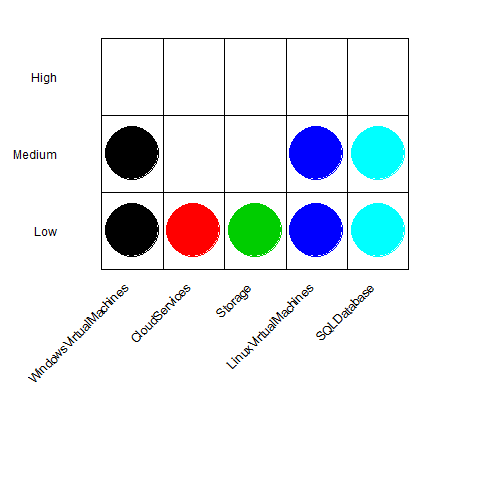 High
Medium
Low
WindowsVirtualMachines
CloudServices
Storage
LinuxVirtualMachines
SQLDatabase